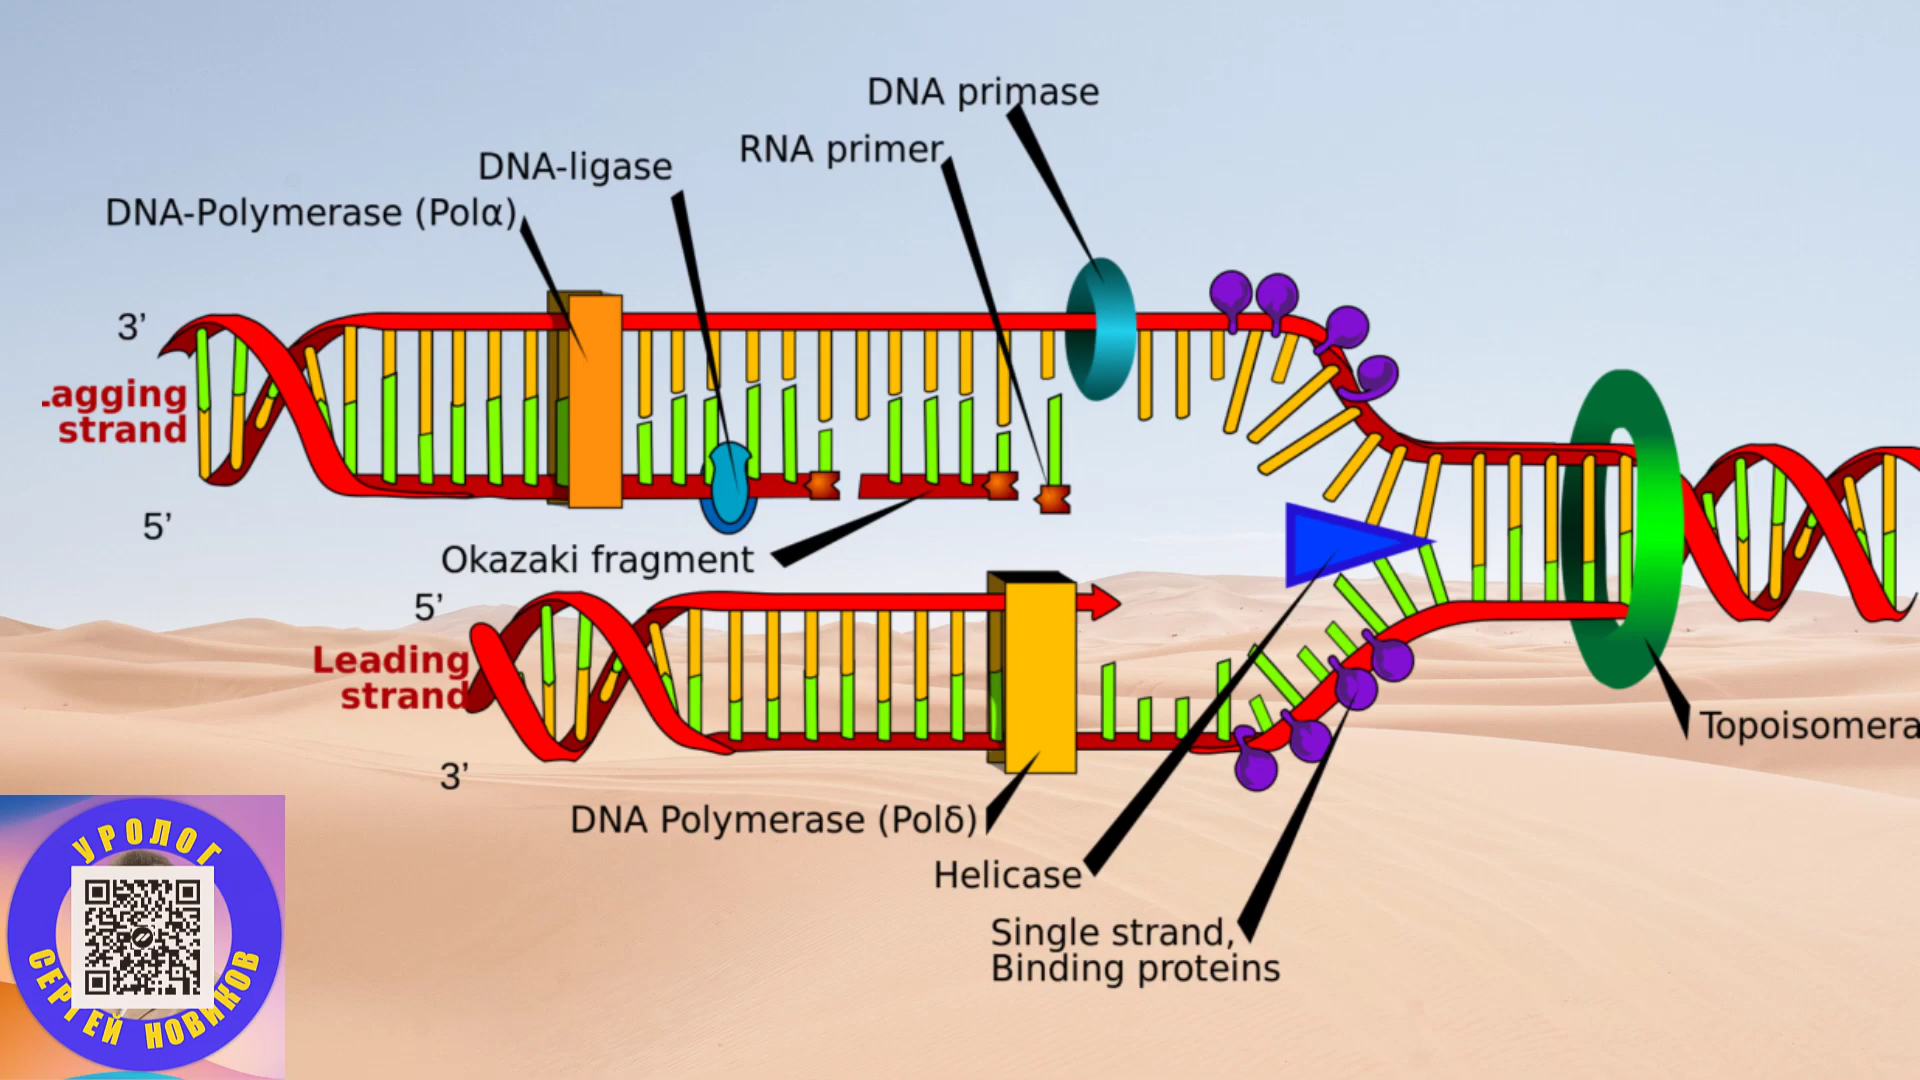 DNA primase
RNA primer
DNA-ligase
DNA-Polymerase (Polα)
3’
agging
strand
5’
Okazaki fragment
5’
Leading
strand
3’
Topoisomera
DNA Polymerase (Polδ)
Helicase
Single strand,
Binding proteins
УРОЛОГ
СЕРГЕЙ НОВИКОВ